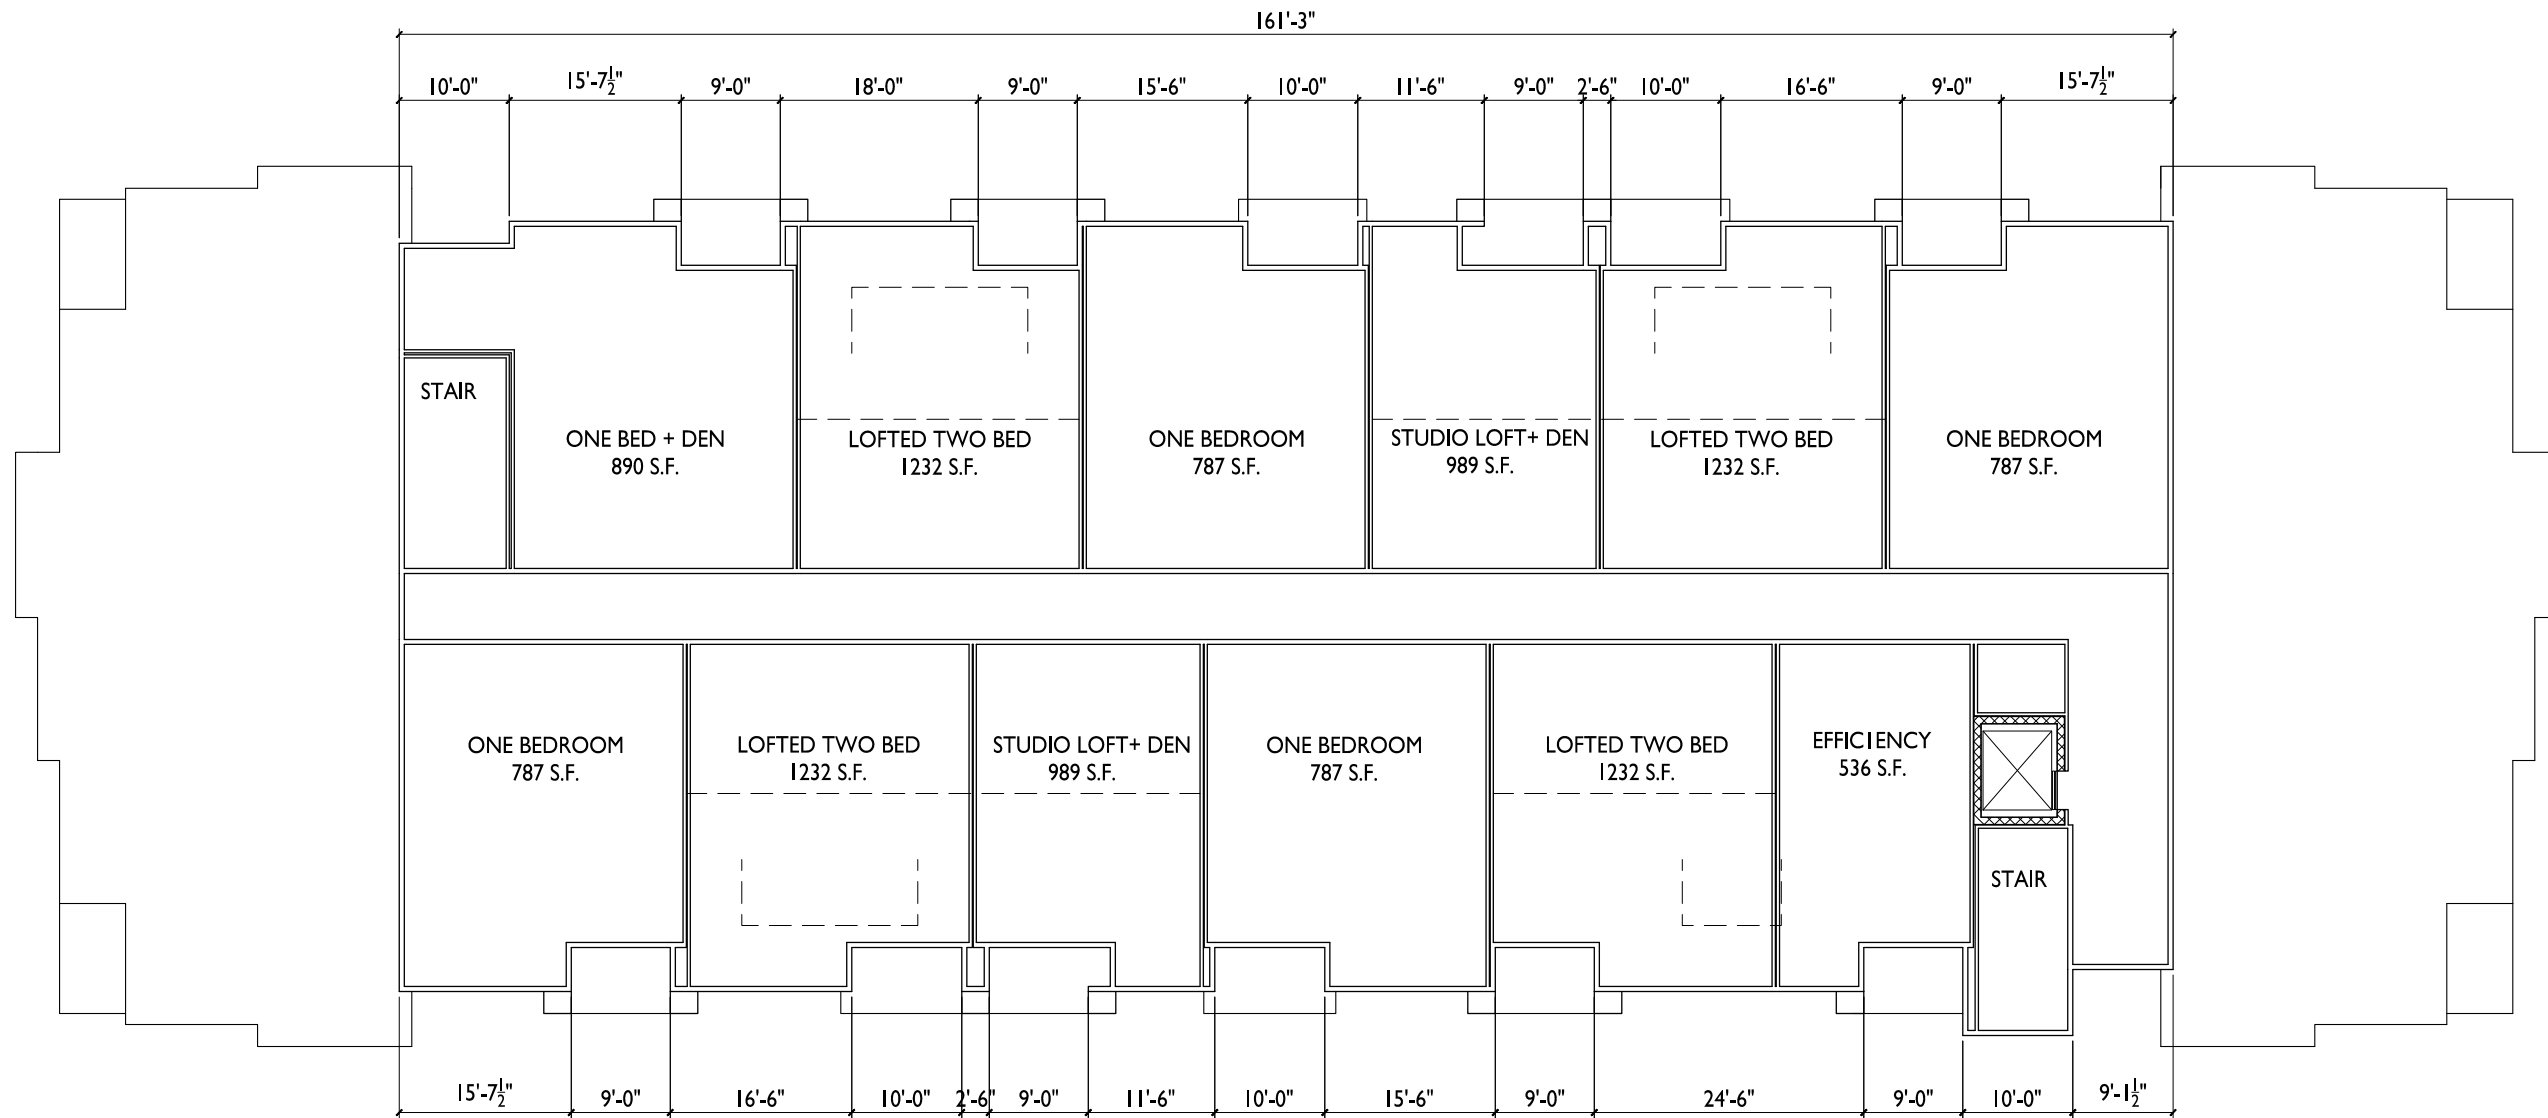 161'-3"
10'-0" 15'-7½" 9'-0" 18'-0" 9'-0" 15'-6" 10'-0" 11'-6" 9'-0" 2'-6" 10'-0" 16'-6" 9'-0" 15'-7½"
STAIR
ONE BED + DEN
890 S.F.
LOFTED TWO BED
1232 S.F.
ONE BEDROOM
787 S.F.
STUDIO LOFT+ DEN
989 S.F.
LOFTED TWO BED
1232 S.F.
ONE BEDROOM
787 S.F.
ONE BEDROOM
787 S.F.
LOFTED TWO BED
1232 S.F.
STUDIO LOFT+ DEN
989 S.F.
ONE BEDROOM
787 S.F.
LOFTED TWO BED
1232 S.F.
EFFICIENCY
536 S.F.
STAIR
15'-7½" 9'-0" 16'-6" 10'-0" 2'-6" 9'-0" 11'-6" 10'-0" 15'-6" 9'-0" 24'-6" 9'-0" 10'-0" 9'-1½"